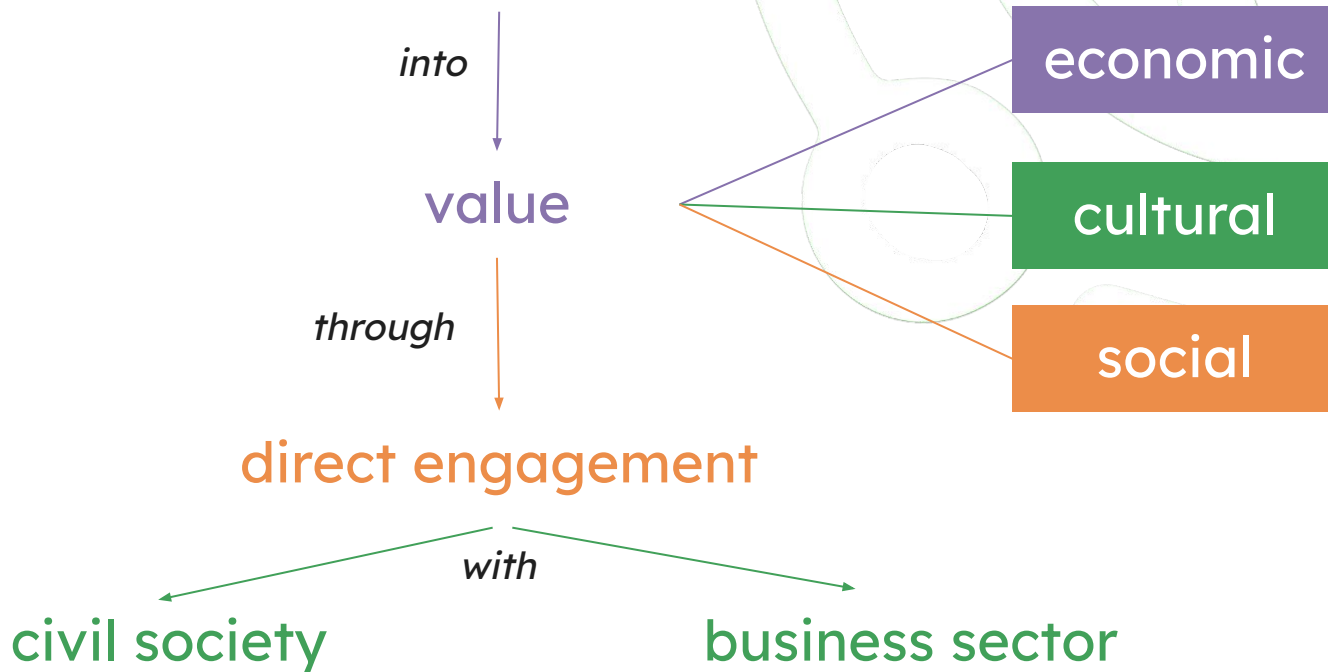 into
economic
value
cultural
through
social
direct engagement
with
civil society
business sector